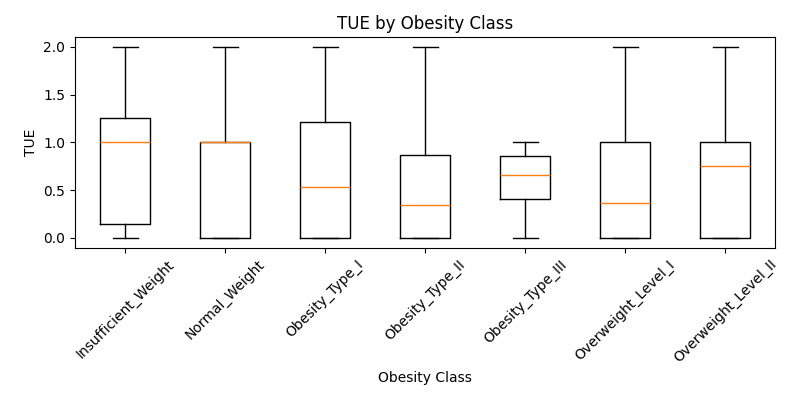 TUE by Obesity Class
TUE
2.0
1.5
1.0
0.5
0.0
Insufficient_Weight
Normal_Weight
Obesity_Type_I
Obesity_Type_II
Obesity_Type_III
Overweight_Level_I
Overweight_Level_II
Obesity Class